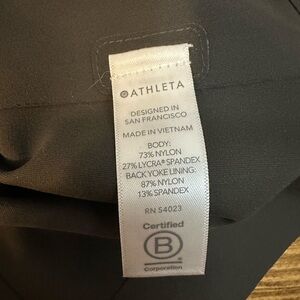 ATHLETA
DESIGNED IN
SAN FRANCISCO
MADE IN VIETNAM
BODY:
73% NYLON
27% LYCRA® SPANDEX
BACK YOKE LINING:
87% NYLON
13% SPANDEX
RN 54023
Certified
B
Corporation